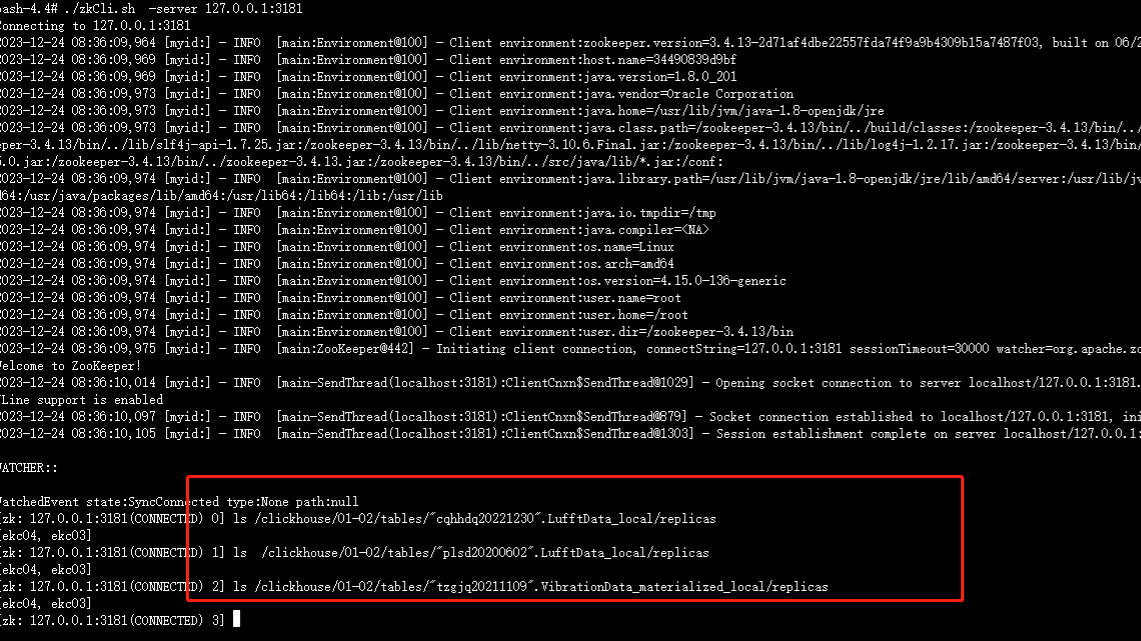 bash-4.4# ./zkCli.sh  -server 127.0.0.1:3181
Connecting to 127.0.0.1:3181
2023-12-24 08:36:09,964 [myid:] - INFO  [main:Environment@100] - Client environment:zookeeper.version=3.4.13-2d71af4dbe22557fda74f9a9b4309b15a7487f03, built on 06/2
2023-12-24 08:36:09,969 [myid:] - INFO  [main:Environment@100] - Client environment:host.name=34490839d9bf
2023-12-24 08:36:09,969 [myid:] - INFO  [main:Environment@100] - Client environment:java.version=1.8.0_201
2023-12-24 08:36:09,973 [myid:] - INFO  [main:Environment@100] - Client environment:java.vendor=Oracle Corporation
2023-12-24 08:36:09,973 [myid:] - INFO  [main:Environment@100] - Client environment:java.home=/usr/lib/jvm/java-1.8-openjdk/jre
2023-12-24 08:36:09,973 [myid:] - INFO  [main:Environment@100] - Client environment:java.class.path=/zookeeper-3.4.13/bin/../build/classes:/zookeeper-3.4.13/bin/../
eper-3.4.13/bin/../lib/slf4j-api-1.7.25.jar:/zookeeper-3.4.13/bin/../lib/netty-3.10.6.Final.jar:/zookeeper-3.4.13/bin/../lib/log4j-1.2.17.jar:/zookeeper-3.4.13/bin/
5.0.jar:/zookeeper-3.4.13/bin/../zookeeper-3.4.13.jar:/zookeeper-3.4.13/bin/../src/java/lib/*.jar:/conf:
2023-12-24 08:36:09,974 [myid:] - INFO  [main:Environment@100] - Client environment:java.library.path=/usr/lib/jvm/java-1.8-openjdk/jre/lib/amd64/server:/usr/lib/jv
d64:/usr/java/packages/lib/amd64:/usr/lib64:/lib64:/lib:/usr/lib
2023-12-24 08:36:09,974 [myid:] - INFO  [main:Environment@100] - Client environment:java.io.tmpdir=/tmp
2023-12-24 08:36:09,974 [myid:] - INFO  [main:Environment@100] - Client environment:java.compiler=<NA>
2023-12-24 08:36:09,974 [myid:] - INFO  [main:Environment@100] - Client environment:os.name=Linux
2023-12-24 08:36:09,974 [myid:] - INFO  [main:Environment@100] - Client environment:os.arch=amd64
2023-12-24 08:36:09,974 [myid:] - INFO  [main:Environment@100] - Client environment:os.version=4.15.0-136-generic
2023-12-24 08:36:09,974 [myid:] - INFO  [main:Environment@100] - Client environment:user.name=root
2023-12-24 08:36:09,974 [myid:] - INFO  [main:Environment@100] - Client environment:user.home=/root
2023-12-24 08:36:09,974 [myid:] - INFO  [main:Environment@100] - Client environment:user.dir=/zookeeper-3.4.13/bin
2023-12-24 08:36:09,975 [myid:] - INFO  [main:ZooKeeper@442] - Initiating client connection, connectString=127.0.0.1:3181 sessionTimeout=30000 watcher=org.apache.zo
Welcome to ZooKeeper!
2023-12-24 08:36:10,014 [myid:] - INFO  [main-SendThread(localhost:3181):ClientCnxn$SendThread@1029] - Opening socket connection to server localhost/127.0.0.1:3181.
JLine support is enabled
2023-12-24 08:36:10,097 [myid:] - INFO  [main-SendThread(localhost:3181):ClientCnxn$SendThread@879] - Socket connection established to localhost/127.0.0.1:3181, ini
2023-12-24 08:36:10,105 [myid:] - INFO  [main-SendThread(localhost:3181):ClientCnxn$SendThread@1303] - Session establishment complete on server localhost/127.0.0.1:
WATCHER::
WatchedEvent state:SyncConnected type:None path:null
[zk: 127.0.0.1:3181(CONNECTED) 0] ls /clickhouse/01-02/tables/"cqhhdq20221230".LufftData_local/replicas
[ekc04, ekc03]
[zk: 127.0.0.1:3181(CONNECTED) 1] ls  /clickhouse/01-02/tables/"plsd20200602".LufftData_local/replicas
[ekc04, ekc03]
[zk: 127.0.0.1:3181(CONNECTED) 2] ls /clickhouse/01-02/tables/"tzgjq20211109".VibrationData_materialized_local/replicas
[ekc04, ekc03]
[zk: 127.0.0.1:3181(CONNECTED) 3]